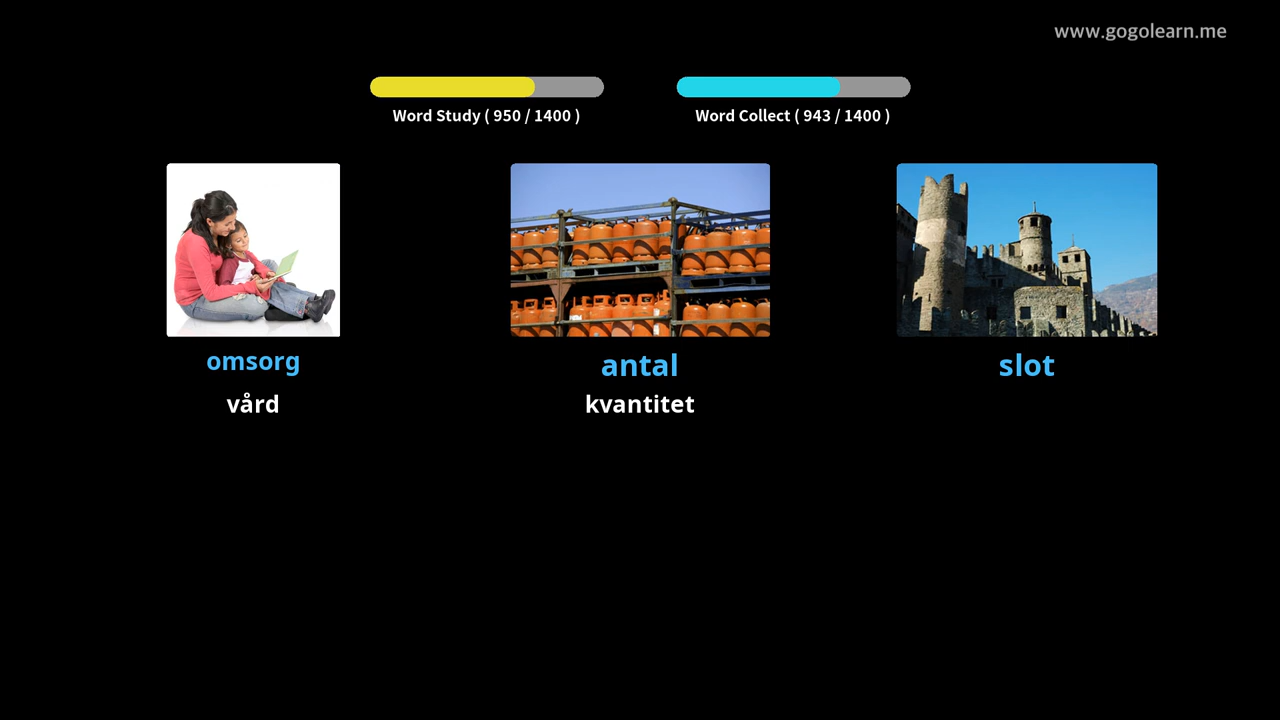 www.gogolearn.me
Word Study ( 950 / 1400 )
Word Collect ( 943 / 1400 )
omsorg
antal
slot
vård
kvantitet